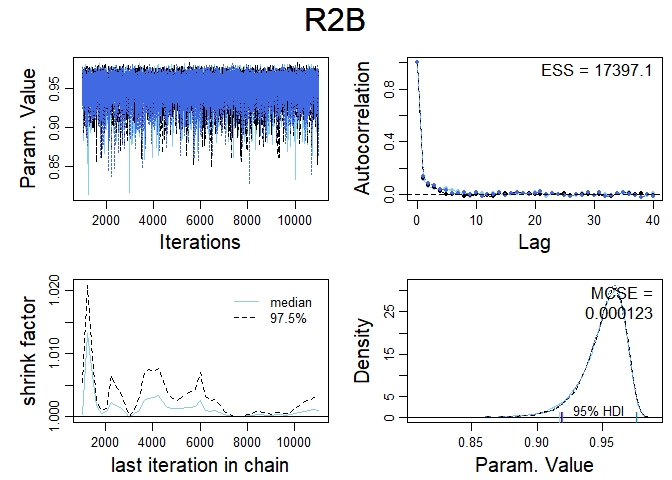 R2B
Param. Value
0.85 0.90 0.95
2000 4000 6000 8000 10000
Iterations
Autocorrelation
0.0 0.4 0.8
ESS = 17397.1
0 10 20 30 40
Lag
shrink factor
1.000 1.010 1.020
median
97.5%
2000 4000 6000 8000 10000
last iteration in chain
Density
0 5 15 25
MCSE =
0.000123
95% HDI
0.85 0.90 0.95
Param. Value